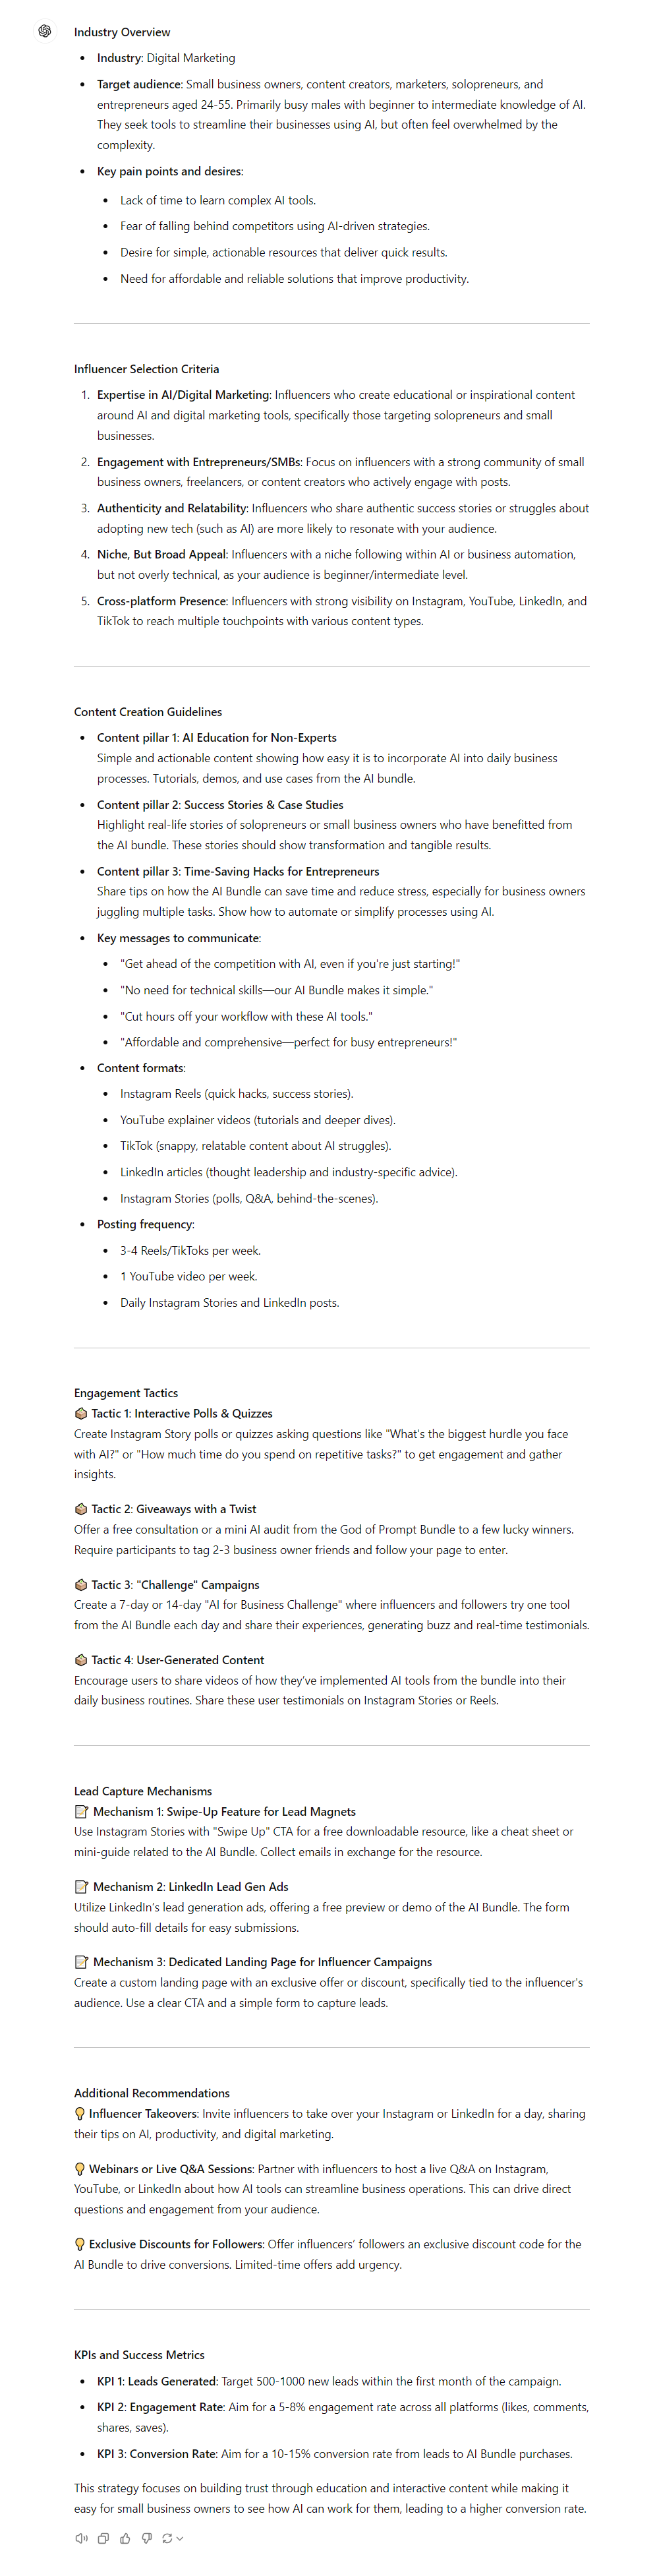 Industry Overview
• Industry: Digital Marketing
• Target audience: Small business owners, content creators, marketers, solopreneurs, and
entrepreneurs aged 24-55. Primarily busy males with beginner to intermediate knowledge of AI.
They seek tools to streamline their businesses using AI, but often feel overwhelmed by the
complexity.
• Key pain points and desires:
• Lack of time to learn complex AI tools.
• Fear of falling behind competitors using AI-driven strategies.
• Desire for simple, actionable resources that deliver quick results.
• Need for affordable and reliable solutions that improve productivity.
Influencer Selection Criteria
1. Expertise in AI/Digital Marketing: Influencers who create educational or inspirational content
around AI and digital marketing tools, specifically those targeting solopreneurs and small
businesses.
2. Engagement with Entrepreneurs/SMBs: Focus on influencers with a strong community of small
business owners, freelancers, or content creators who actively engage with posts.
3. Authenticity and Relatability: Influencers who share authentic success stories or struggles about
adopting new tech (such as AI) are more likely to resonate with your audience.
4. Niche, But Broad Appeal: Influencers with a niche following within AI or business automation,
but not overly technical, as your audience is beginner/intermediate level.
5. Cross-platform Presence: Influencers with strong visibility on Instagram, YouTube, LinkedIn, and
TikTok to reach multiple touchpoints with various content types.
Content Creation Guidelines
• Content pillar 1: AI Education for Non-Experts
Simple and actionable content showing how easy it is to incorporate AI into daily business
processes. Tutorials, demos, and use cases from the AI bundle.
• Content pillar 2: Success Stories & Case Studies
Highlight real-life stories of solopreneurs or small business owners who have benefitted from
the AI bundle. These stories should show transformation and tangible results.
• Content pillar 3: Time-Saving Hacks for Entrepreneurs
Share tips on how the AI Bundle can save time and reduce stress, especially for business owners
juggling multiple tasks. Show how to automate or simplify processes using AI.
• Key messages to communicate:
• "Get ahead of the competition with AI, even if you're just starting!"
• "No need for technical skills—our AI Bundle makes it simple."
• "Cut hours off your workflow with these AI tools."
• "Affordable and comprehensive—perfect for busy entrepreneurs!"
• Content formats:
• Instagram Reels (quick hacks, success stories).
• YouTube explainer videos (tutorials and deeper dives).
• TikTok (snappy, relatable content about AI struggles).
• LinkedIn articles (thought leadership and industry-specific advice).
• Instagram Stories (polls, Q&A, behind-the-scenes).
• Posting frequency:
• 3-4 Reels/TikToks per week.
• 1 YouTube video per week.
• Daily Instagram Stories and LinkedIn posts.
Engagement Tactics
Tactic 1: Interactive Polls & Quizzes
Create Instagram Story polls or quizzes asking questions like "What's the biggest hurdle you face
with AI?" or "How much time do you spend on repetitive tasks?" to get engagement and gather
insights.
Tactic 2: Giveaways with a Twist
Offer a free consultation or a mini AI audit from the God of Prompt Bundle to a few lucky winners.
Require participants to tag 2-3 business owner friends and follow your page to enter.
Tactic 3: "Challenge" Campaigns
Create a 7-day or 14-day "AI for Business Challenge" where influencers and followers try one tool
from the AI Bundle each day and share their experiences, generating buzz and real-time testimonials.
Tactic 4: User-Generated Content
Encourage users to share videos of how they've implemented AI tools from the bundle into their
daily business routines. Share these user testimonials on Instagram Stories or Reels.
Lead Capture Mechanisms
Mechanism 1: Swipe-Up Feature for Lead Magnets
Use Instagram Stories with "Swipe Up" CTA for a free downloadable resource, like a cheat sheet or
mini-guide related to the AI Bundle. Collect emails in exchange for the resource.
Mechanism 2: LinkedIn Lead Gen Ads
Utilize LinkedIn's lead generation ads, offering a free preview or demo of the AI Bundle. The form
should auto-fill details for easy submissions.
Mechanism 3: Dedicated Landing Page for Influencer Campaigns
Create a custom landing page with an exclusive offer or discount, specifically tied to the influencer's
audience. Use a clear CTA and a simple form to capture leads.
Additional Recommendations
Influencer Takeovers: Invite influencers to take over your Instagram or LinkedIn for a day, sharing
their tips on AI, productivity, and digital marketing.
Webinars or Live Q&A Sessions: Partner with influencers to host a live Q&A on Instagram,
YouTube, or LinkedIn about how AI tools can streamline business operations. This can drive direct
questions and engagement from your audience.
Exclusive Discounts for Followers: Offer influencers' followers an exclusive discount code for the
AI Bundle to drive conversions. Limited-time offers add urgency.
KPIs and Success Metrics
• KPI 1: Leads Generated: Target 500-1000 new leads within the first month of the campaign.
• KPI 2: Engagement Rate: Aim for a 5-8% engagement rate across all platforms (likes, comments,
shares, saves).
• KPI 3: Conversion Rate: Aim for a 10-15% conversion rate from leads to AI Bundle purchases.
This strategy focuses on building trust through education and interactive content while making it
easy for small business owners to see how AI can work for them, leading to a higher conversion rate.